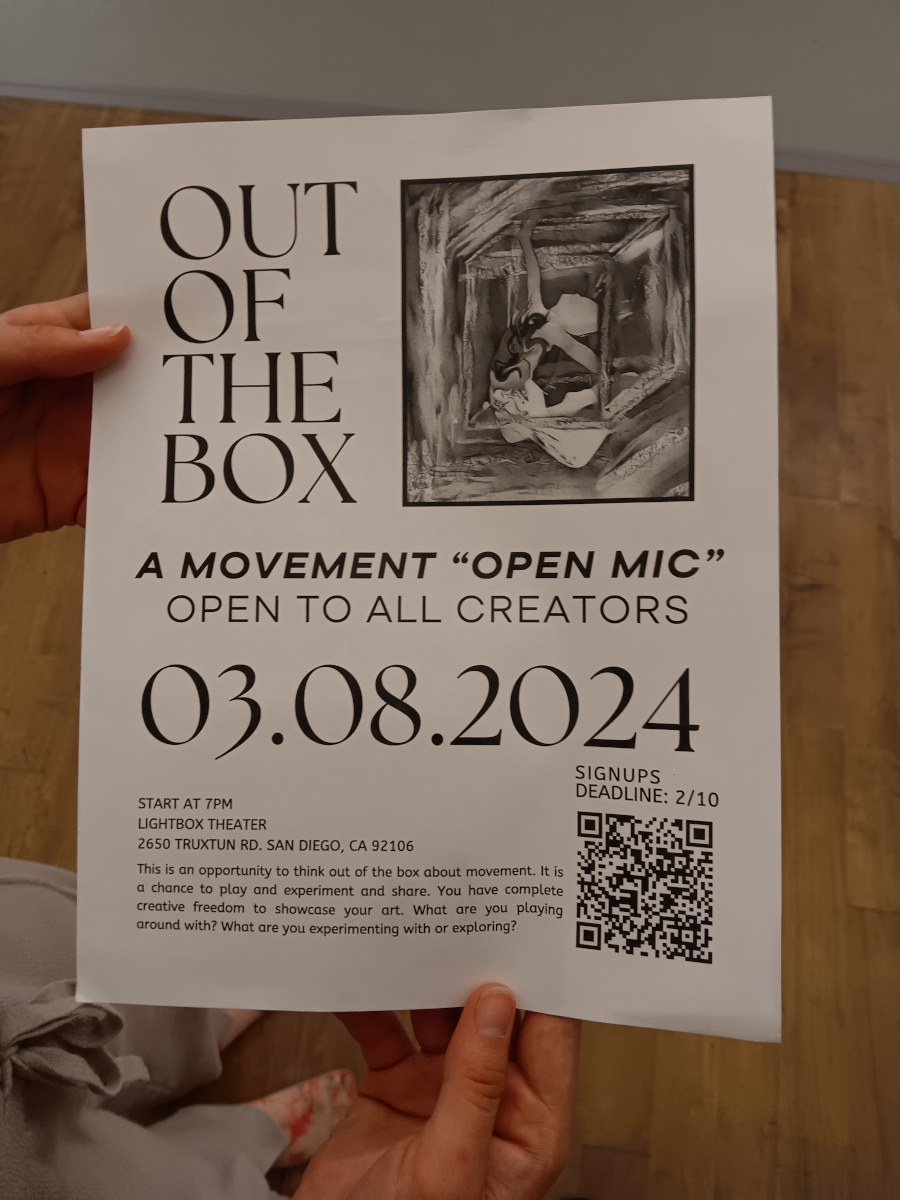 OUT
OF
THE
BOX
A MOVEMENT “OPEN MIC”
OPEN TO ALL CREATORS
03.08.2024
SIGNUPS
DEADLINE: 2/10
START AT 7PM
LIGHTBOX THEATER
2650 TRUXTUN RD. SAN DIEGO, CA 92106
This is an opportunity to think out of the box about movement. It is
a chance to play and experiment and share. You have complete
creative freedom to showcase your art. What are you playing
around with? What are you experimenting with or exploring?